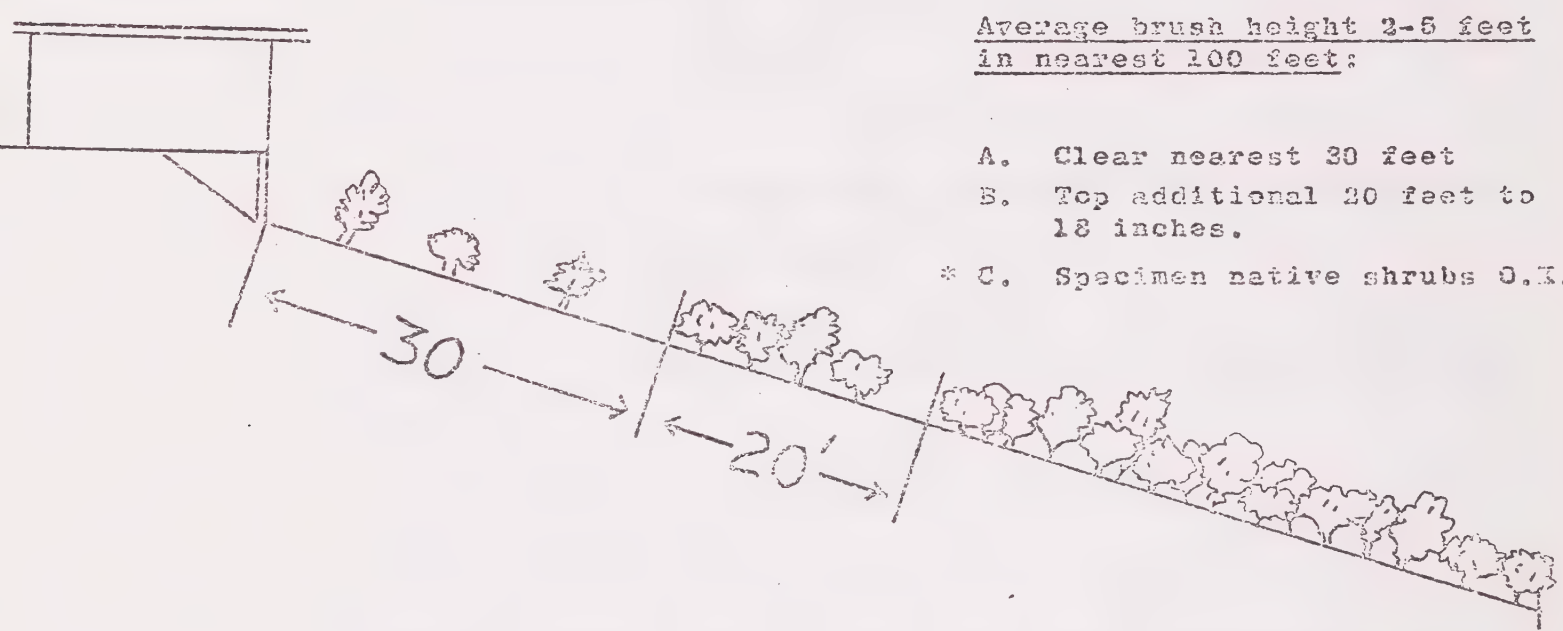 Average brush height 2-5 feet
in nearest 100 feet:
A. Clear nearest 30 feet
B. Top additional 20 feet to
18 inches.
* C. Specimen native shrubs O.K.
30
20'